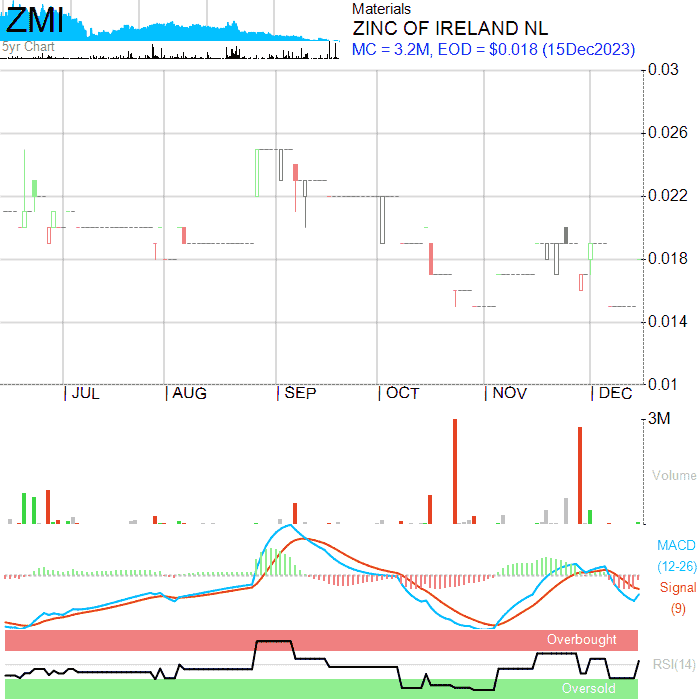 ZMI
5yr Chart
Materials
ZINC OF IRELAND NL
MC = 3.2M, EOD = $0.018 (15Dec2023)
0.03
0.026
0.022
0.018
0.014
0.01
JUL
AUG
SEP
OCT
NOV
DEC
3M
Volume
MACD
(12-26)
Signal
(9)
Overbought
RSI(14)
Oversold